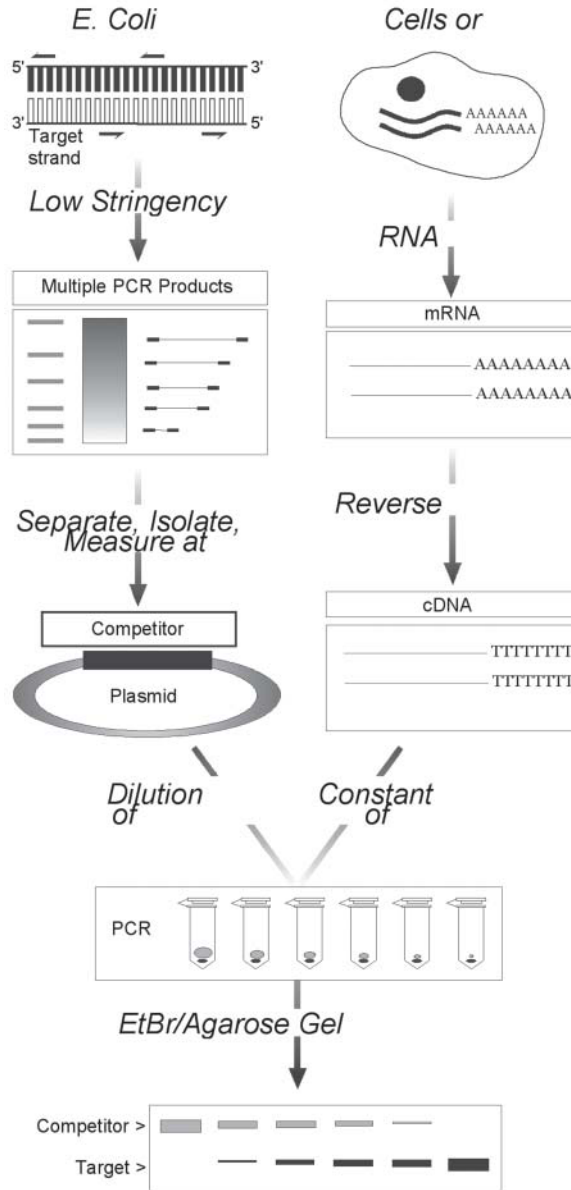 E. Coli
Cells or
5'
3'
3'
5'
Target
strand
AAAAAA
AAAAAA
Low Stringency
RNA
Multiple PCR Products
mRNA
AAAAAAAA
AAAAAAAA
Separate, Isolate,
Measure at
Reverse
Competitor
Plasmid
cDNA
TTTTTTTT
TTTTTTTT
Dilution
of
Constant
of
PCR
EtBr/Agarose Gel
Competitor >
Target >